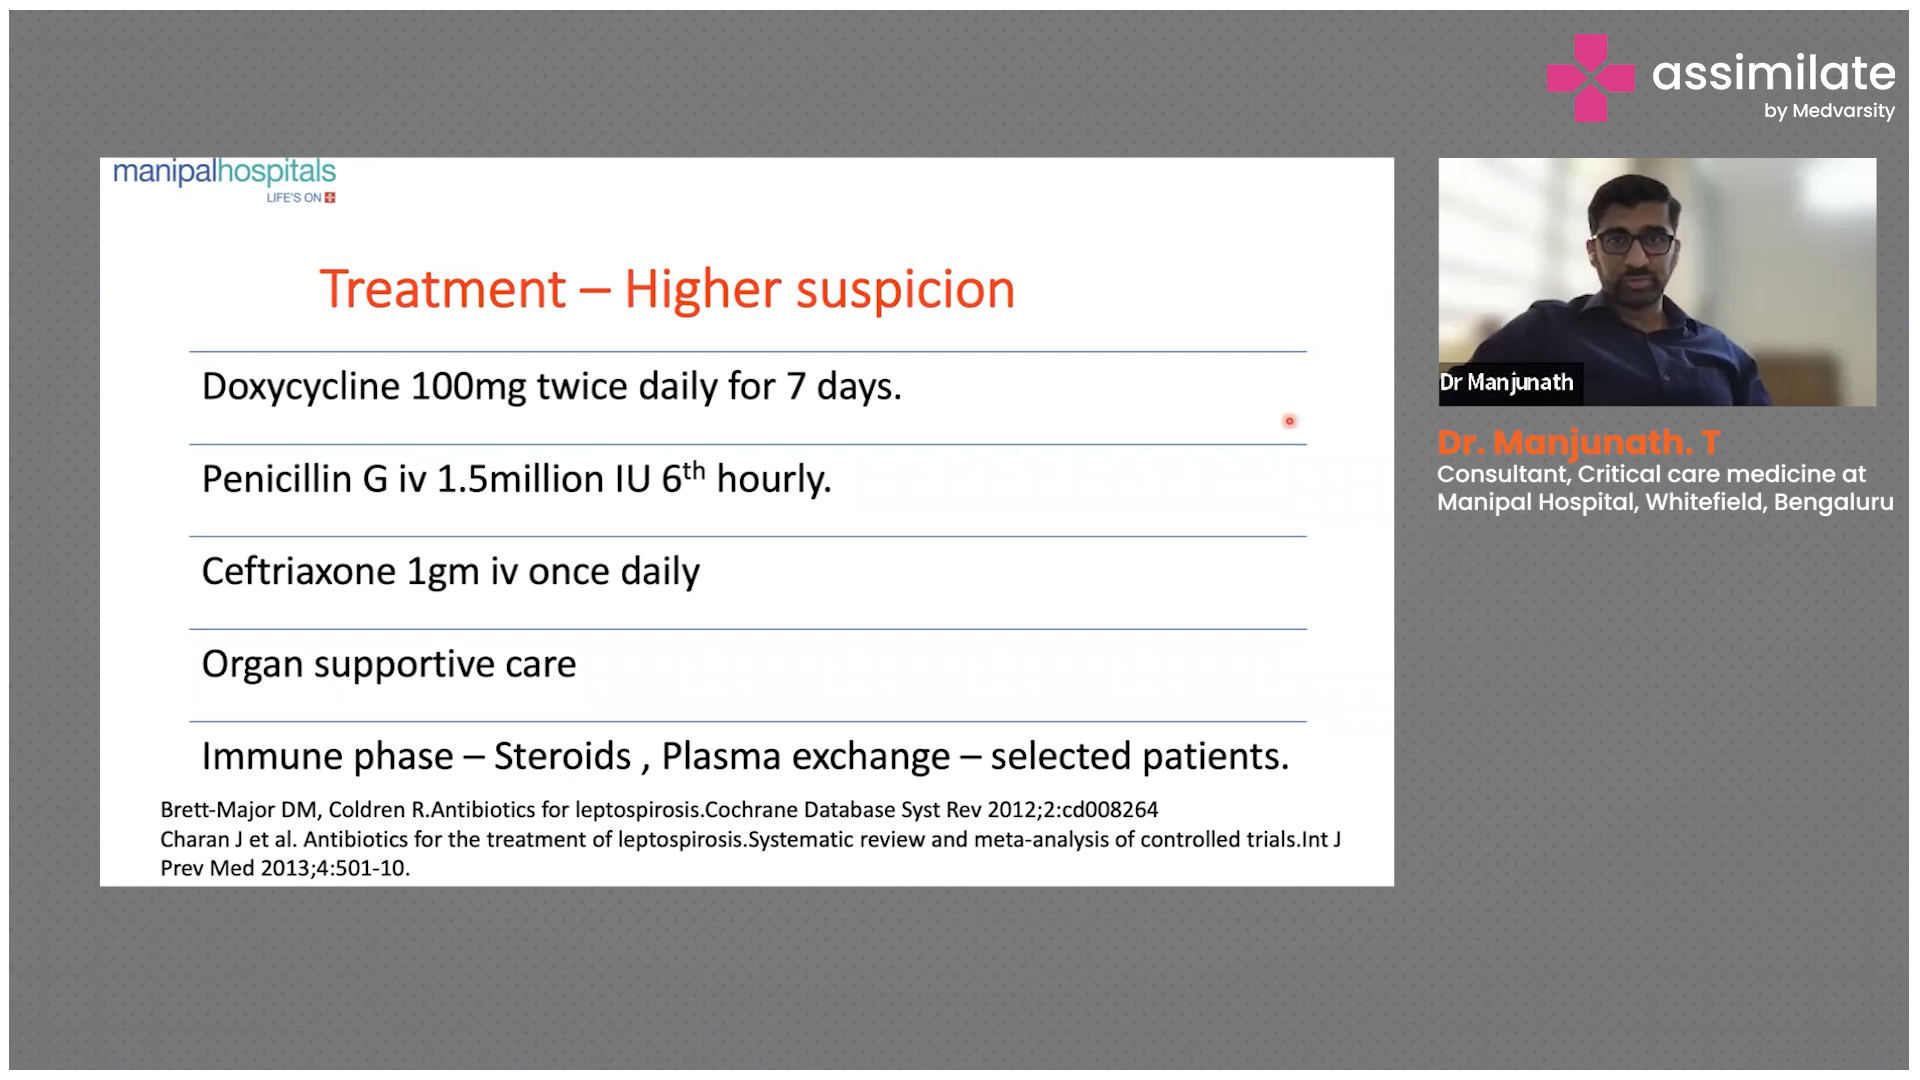 assimilate
by Medvarsity
manipalhospitals
LIFE'S ON
Treatment – Higher suspicion
Doxycycline 100mg twice daily for 7 days.
Penicillin G iv 1.5million IU 6th hourly.
Ceftriaxone 1gm iv once daily
Organ supportive care
Immune phase – Steroids , Plasma exchange – selected patients.
Brett-Major DM, Coldren R.Antibiotics for leptospirosis.Cochrane Database Syst Rev 2012;2:cd008264
Charan J et al. Antibiotics for the treatment of leptospirosis.Systematic review and meta-analysis of controlled trials.Int J
Prev Med 2013;4:501-10.
Dr Manjunath
Dr. Manjunath. T
Consultant, Critical care medicine at
Manipal Hospital, Whitefield, Bengaluru